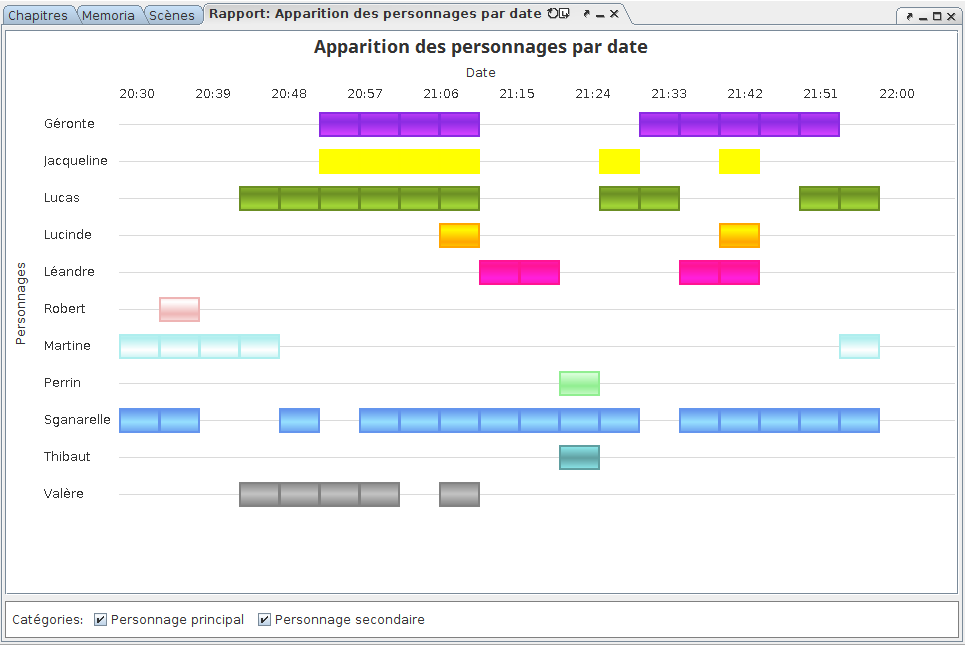 Chapitres Memoria Scènes Rapport: Apparition des personnages par date
Apparition des personnages par date
Date
20:30 20:39 20:48 20:57 21:06 21:15 21:24 21:33 21:42 21:51 22:00
Personnages
Géronte
Jacqueline
Lucas
Lucinde
Léandre
Robert
Martine
Perrin
Sganarelle
Thibaut
Valère
Catégories: Personnage principal Personnage secondaire